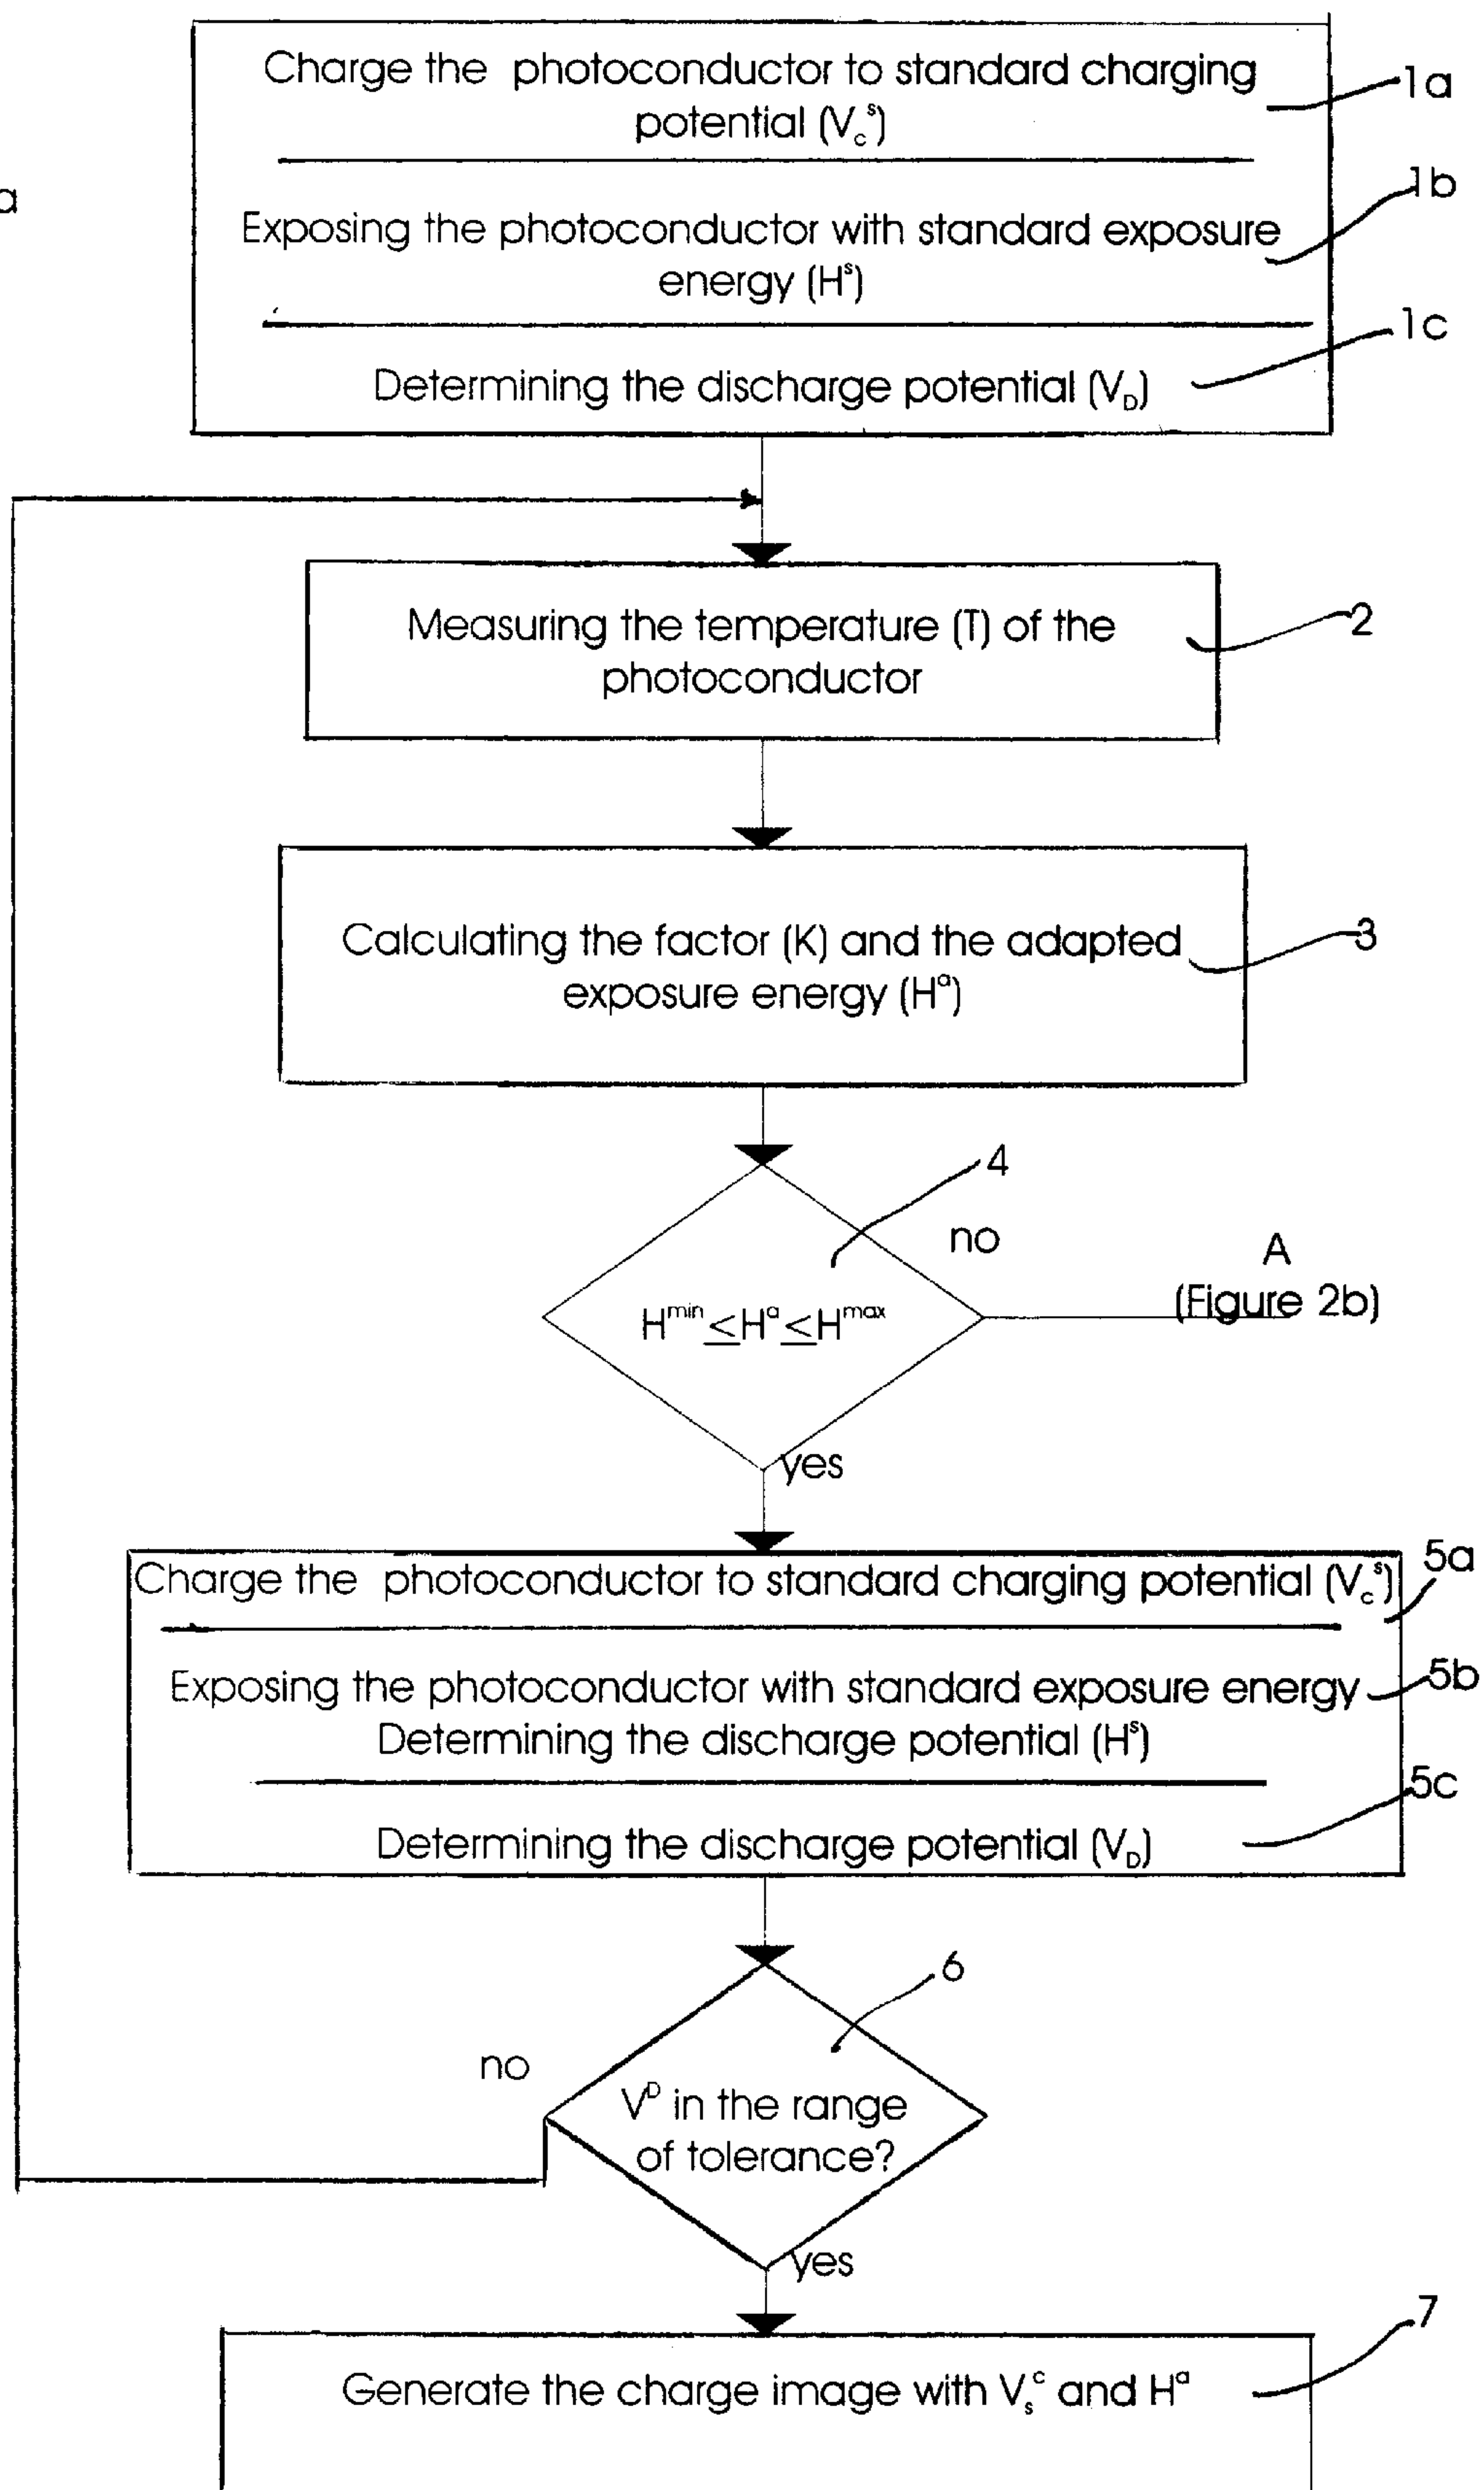 Charge the photoconductor to standard charging
potential (V_c^s)
1a
a
1b
Exposing the photoconductor with standard exposure
energy (H^s)
1c
Determining the discharge potential (V_D)
Measuring the temperature (T) of the
photoconductor
2
Calculating the factor (K) and the adapted
exposure energy (H^a)
3
4
no
A
(Figure 2b)
H^min ≤ H^a ≤ H^max
yes
Charge the photoconductor to standard charging potential (V_c^s)
5a
Exposing the photoconductor with standard exposure energy
5b
Determining the discharge potential (H^s)
5c
Determining the discharge potential (V_D)
6
no
V^D in the range
of tolerance?
yes
7
Generate the charge image with V_s^c and H^a